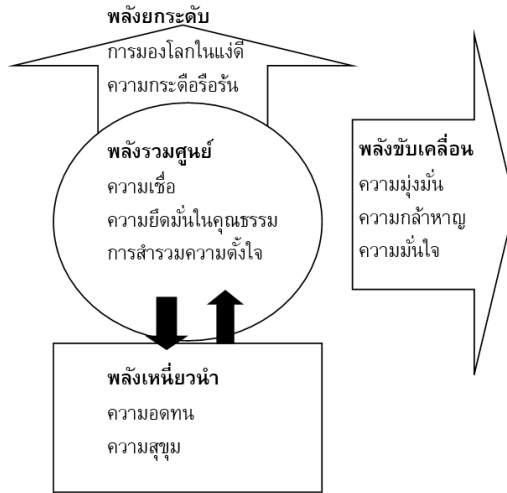 พลังยกระดับ
การมองโลกในแง่ดี
ความกระตือรือร้น
พลังรวมศูนย์
ความเชื่อ
ความยึดมั่นในคุณธรรม
การสำรวมความตั้งใจ
พลังขับเคลื่อน
ความมุ่งมั่น
ความกล้าหาญ
ความมั่นใจ
พลังเหนี่ยวนำ
ความอดทน
ความสุขุม